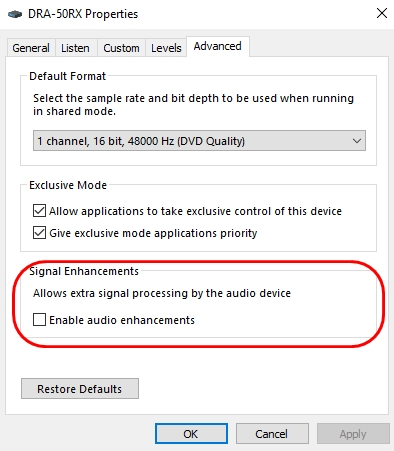 DRA-50RX Properties
General Listen Custom Levels Advanced
Default Format
Select the sample rate and bit depth to be used when running
in shared mode.
1 channel, 16 bit, 48000 Hz (DVD Quality)
Exclusive Mode
Allow applications to take exclusive control of this device
Give exclusive mode applications priority
Signal Enhancements
Allows extra signal processing by the audio device
Enable audio enhancements
Restore Defaults
OK Cancel Apply